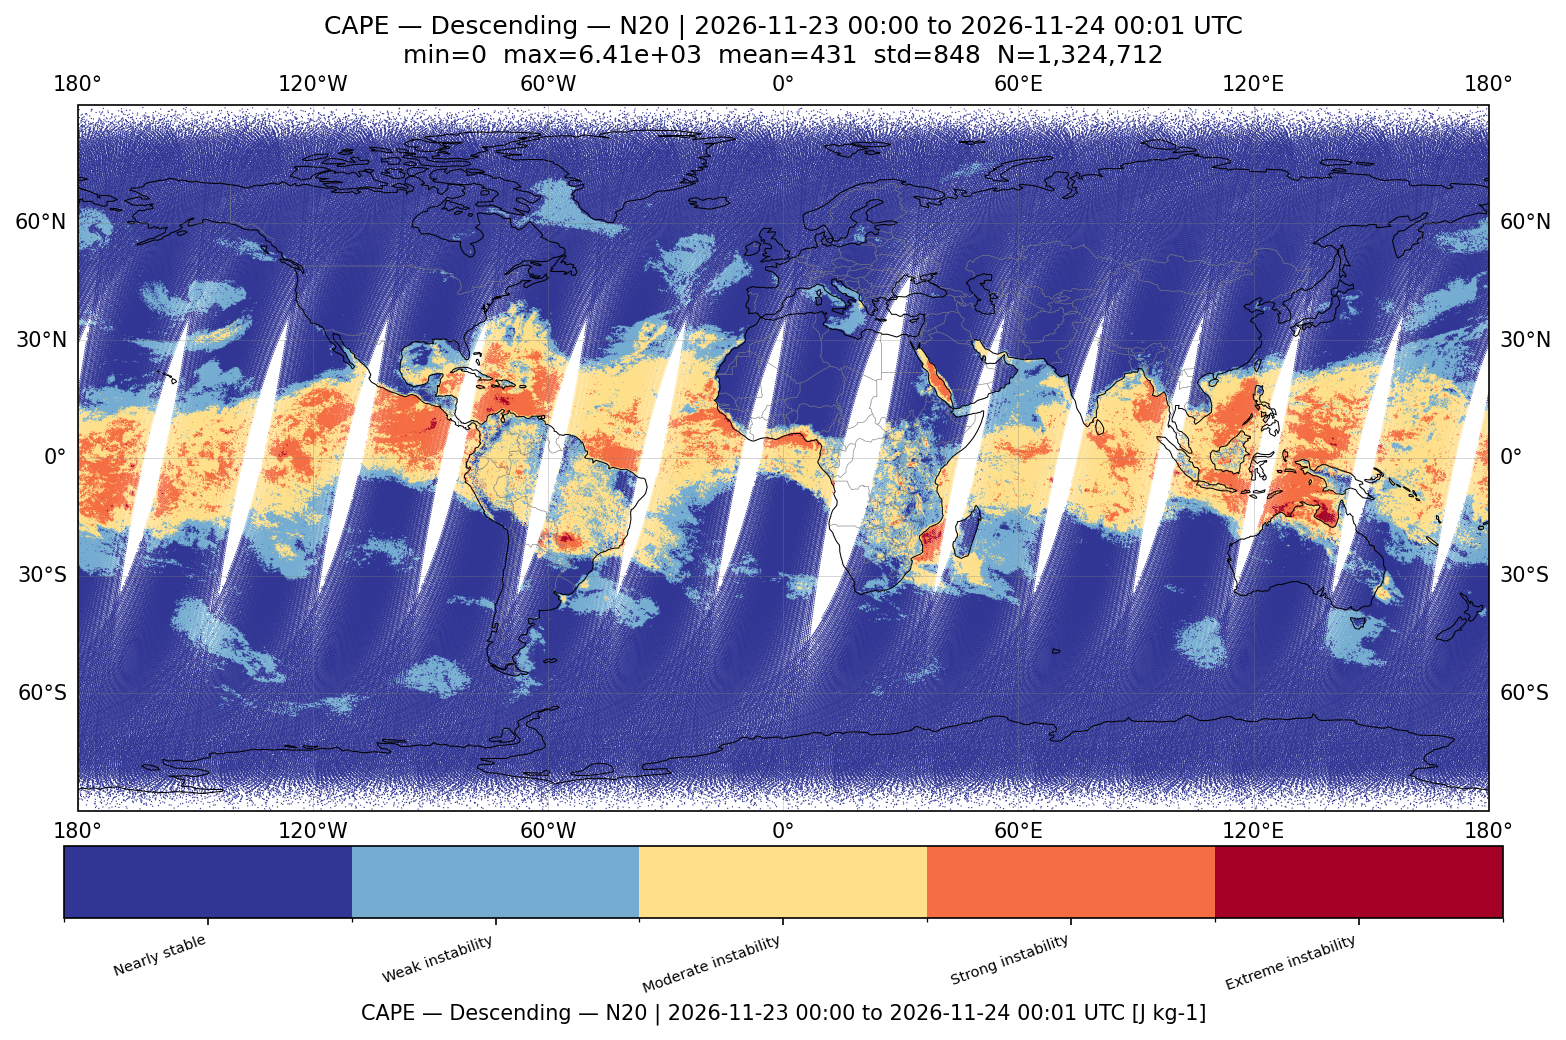 CAPE — Descending — N20 | 2026-11-23 00:00 to 2026-11-24 00:01 UTC
min=0 max=6.41e+03 mean=431 std=848 N=1,324,712
180° 120°W 60°W 0° 60°E 120°E 180°
60°N 60°N
30°N 30°N
0° 0°
30°S 30°S
60°S 60°S
180° 120°W 60°W 0° 60°E 120°E 180°
Nearly stable Weak instability Moderate instability Strong instability Extreme instability
CAPE — Descending — N20 | 2026-11-23 00:00 to 2026-11-24 00:01 UTC [J kg-1]